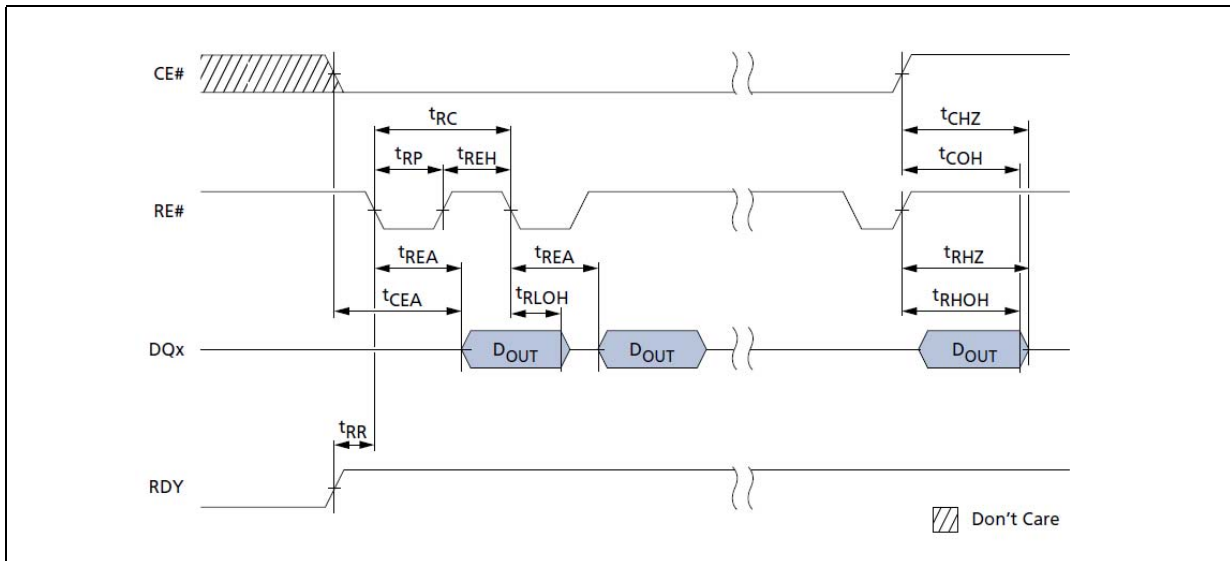 CE#
tRC
tCHZ
tRP
tREH
tCOH
RE#
tREA
tREA
tRHZ
tCEA
tRLOH
tRHOH
DQx
DOUT
DOUT
DOUT
tRR
RDY
Don't Care